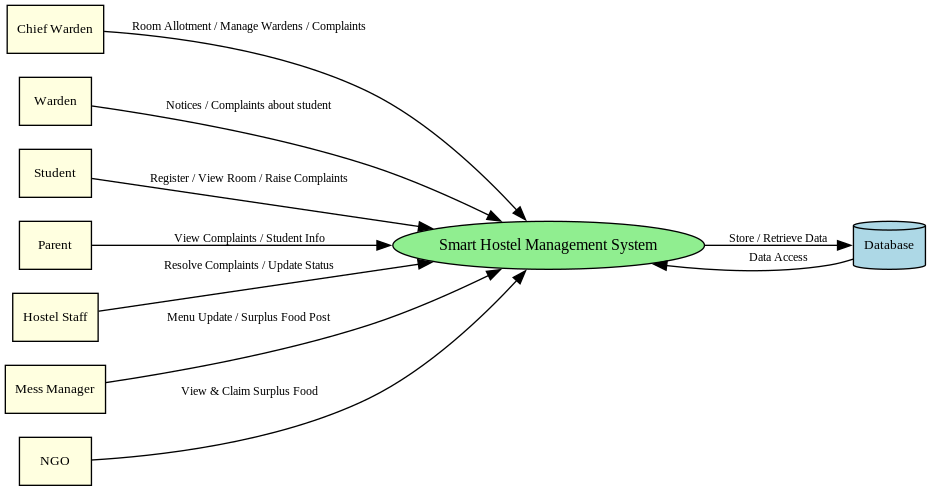 Chief Warden
Room Allotment / Manage Wardens / Complaints
Warden
Notices / Complaints about student
Student
Register / View Room / Raise Complaints
Parent
View Complaints / Student Info
Smart Hostel Management System
Store / Retrieve Data
Data Access
Database
Resolve Complaints / Update Status
Hostel Staff
Menu Update / Surplus Food Post
Mess Manager
View & Claim Surplus Food
NGO